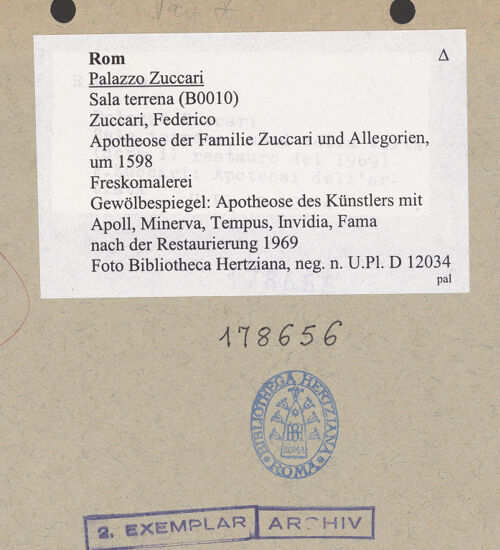 Rom Δ
Palazzo Zuccari
Sala terrena (B0010)
Zuccari, Federico
Apotheose der Familie Zuccari und Allegorien,
um 1598
Freskomalerei
Gewölbespiegel: Apotheose des Künstlers mit
Apoll, Minerva, Tempus, Invidia, Fama
nach der Restaurierung 1969
Foto Bibliotheca Hertziana, neg. n. U.Pl. D 12034
pal
178656
BIBLIOTHECA HERTZIANA
ROMA
ROMA
2. EXEMPLAR ARCHIV